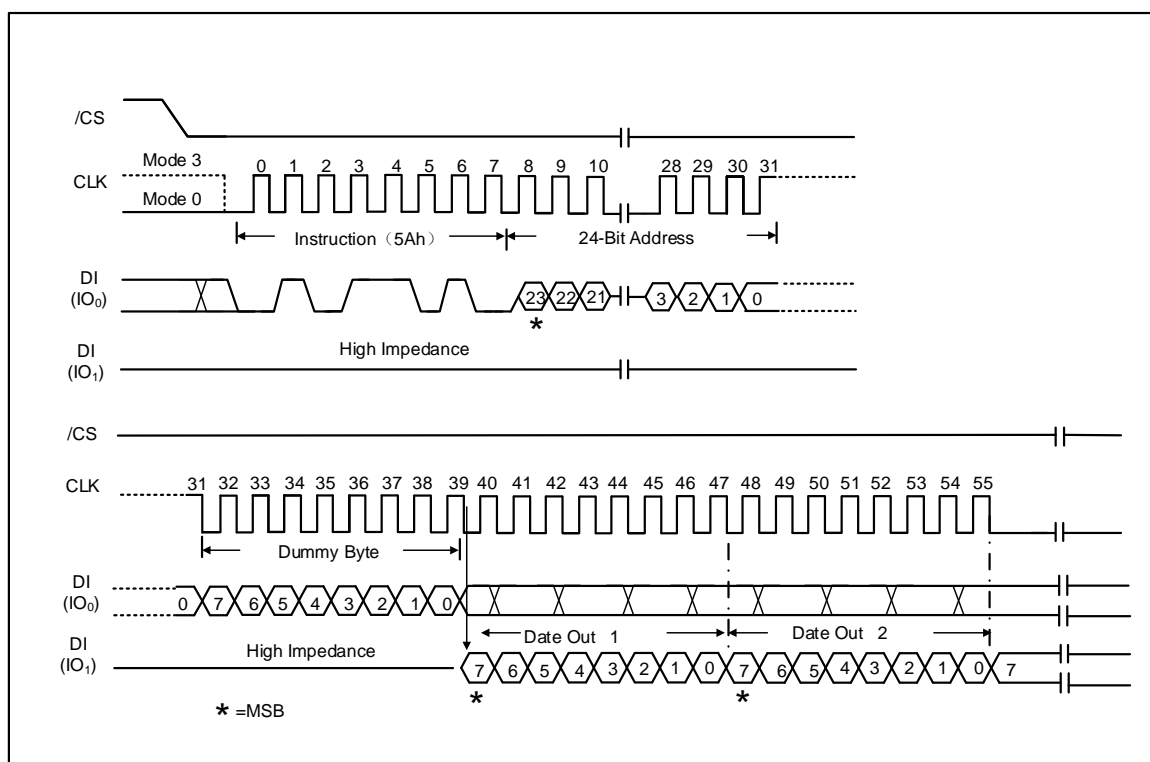 /CS
Mode 3
CLK
Mode 0
0 1 2 3 4 5 6 7 8 9 10 28 29 30 31
Instruction（5Ah）
24-Bit Address
DI
(IO0)
23 22 21 3 2 1 0
*
High Impedance
DI
(IO1)
/CS
CLK
31 32 33 34 35 36 37 38 39 40 41 42 43 44 45 46 47 48 49 50 51 52 53 54 55
Dummy Byte
DI
(IO0)
0 7 6 5 4 3 2 1 0
Date Out 1
Date Out 2
DI
(IO1)
High Impedance
7 6 5 4 3 2 1 0 7 6 5 4 3 2 1 0 7
* *
* =MSB